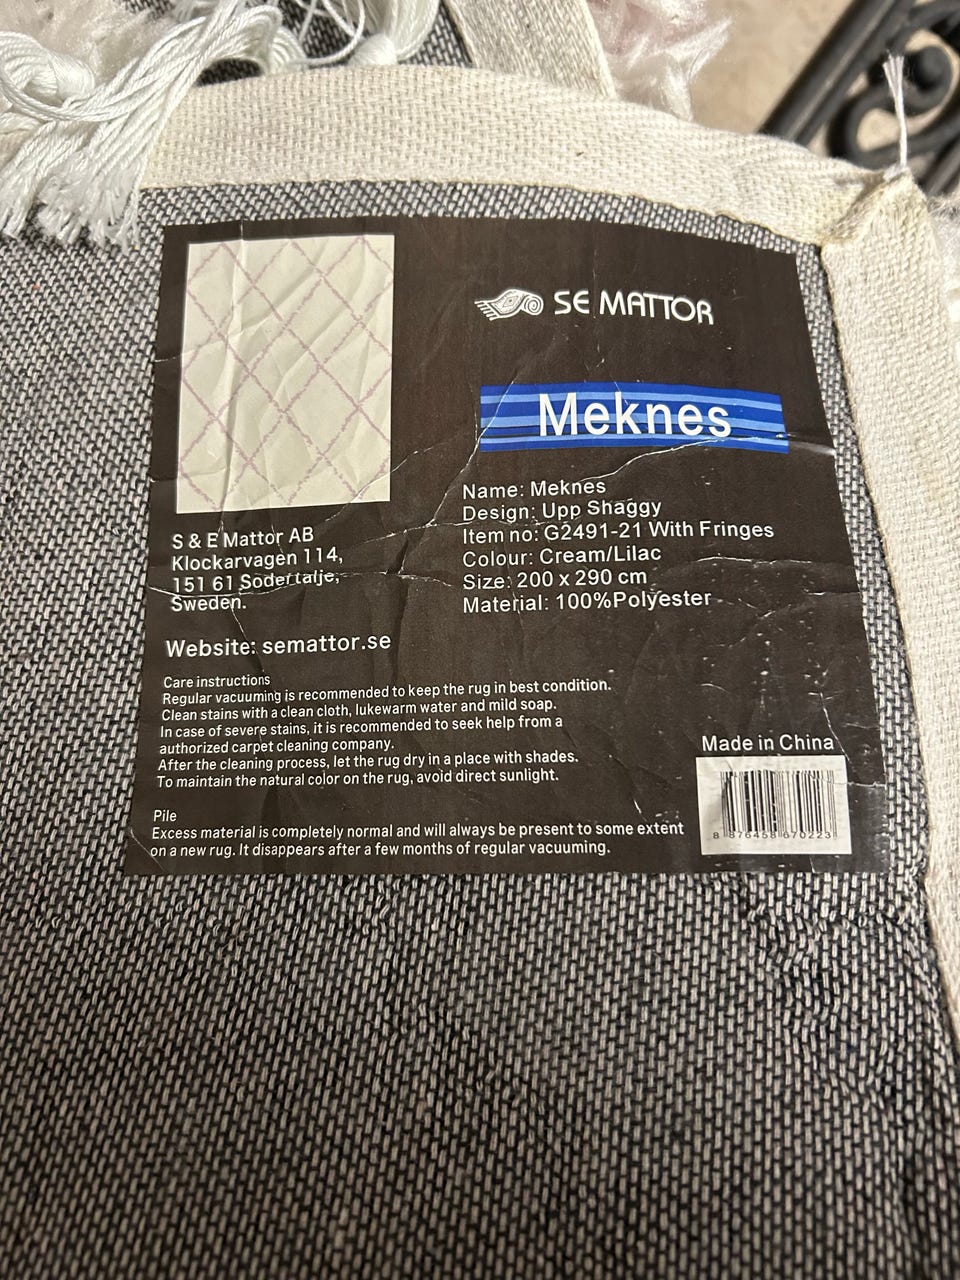 SE MATTOR
Meknes
Name: Meknes
Design: Upp Shaggy
Item no: G2491-21 With Fringes
Colour: Cream/Lilac
Size: 200 x 290 cm
Material: 100%Polyester
S & E Mattor AB
Klockarvagen 114,
151 61 Sodertalje,
Sweden.
Website: semattor.se
Care instructions
Regular vacuuming is recommended to keep the rug in best condition.
Clean stains with a clean cloth, lukewarm water and mild soap.
In case of severe stains, it is recommended to seek help from a
authorized carpet cleaning company.
After the cleaning process, let the rug dry in a place with shades.
To maintain the natural color on the rug, avoid direct sunlight.
Pile
Excess material is completely normal and will always be present to some extent
on a new rug. It disappears after a few months of regular vacuuming.
Made in China
8 876458 670223